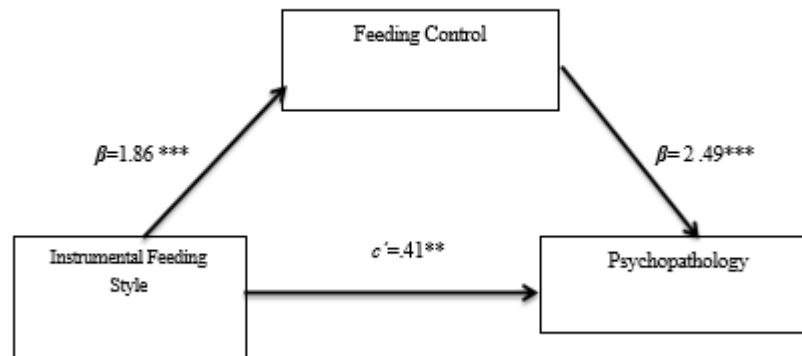 Feeding Control
β=1.86 ***
β= 2 .49***
Instrumental Feeding
Style
c´=.41**
Psychopathology